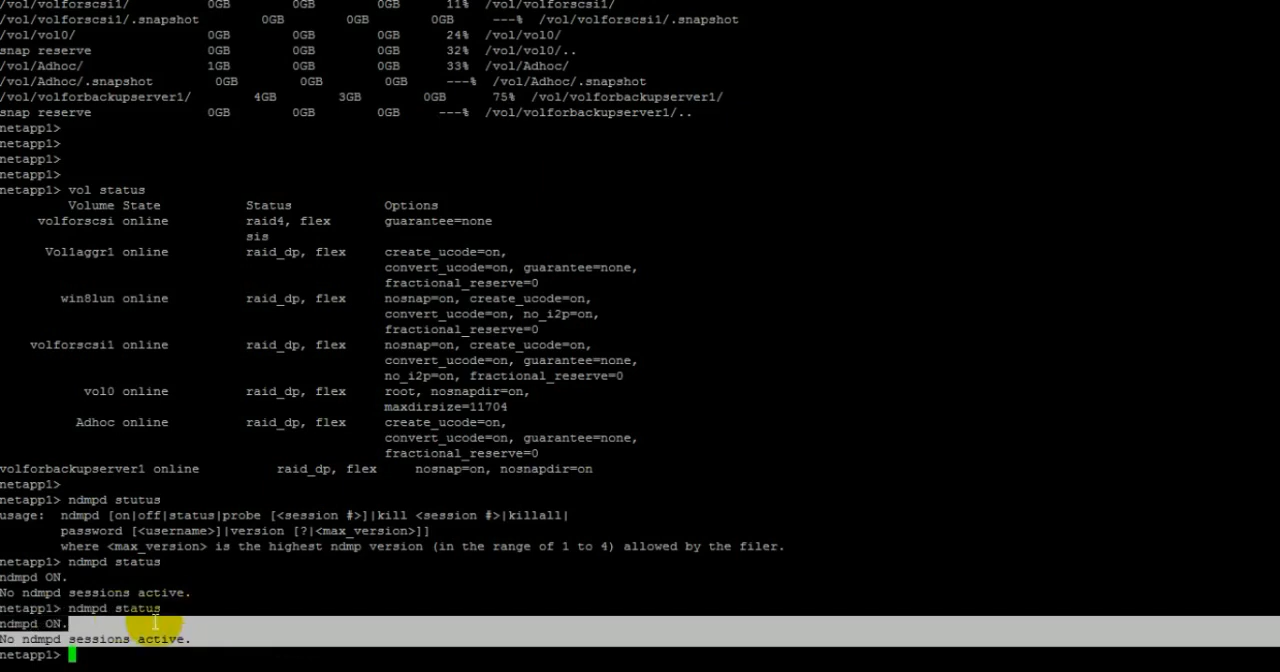 /vol/volforscsi1/ 0GB 0GB 0GB 11% /vol/volforscsi1/
/vol/volforscsi1/.snapshot 0GB 0GB 0GB ---% /vol/volforscsi1/.snapshot
/vol/vol0/ 0GB 0GB 0GB 24% /vol/vol0/
snap reserve 0GB 0GB 0GB 32% /vol/vol0/..
/vol/Adhoc/ 1GB 0GB 0GB 33% /vol/Adhoc/
/vol/Adhoc/.snapshot 0GB 0GB 0GB ---% /vol/Adhoc/.snapshot
/vol/volforbackupserver1/ 4GB 3GB 0GB 75% /vol/volforbackupserver1/
snap reserve 0GB 0GB 0GB ---% /vol/volforbackupserver1/..
netapp1>
netapp1>
netapp1>
netapp1>
netapp1> vol status
Volume State Status Options
volforscsi online raid4, flex guarantee=none
sis
Vol1aggr1 online raid_dp, flex create_ucode=on,
convert_ucode=on, guarantee=none,
fractional_reserve=0
win8lun online raid_dp, flex nosnap=on, create_ucode=on,
convert_ucode=on, no_i2p=on,
fractional_reserve=0
volforscsi1 online raid_dp, flex nosnap=on, create_ucode=on,
convert_ucode=on, guarantee=none,
no_i2p=on, fractional_reserve=0
vol0 online raid_dp, flex root, nosnapdir=on,
maxdirsize=11704
Adhoc online raid_dp, flex create_ucode=on,
convert_ucode=on, guarantee=none,
fractional_reserve=0
volforbackupserver1 online raid_dp, flex nosnap=on, nosnapdir=on
netapp1>
netapp1> ndmpd stutus
usage: ndmpd [on|off|status|probe [<session #>]|kill <session #>|killall|
password [<username>]|version [?|<max_version>]]
where <max_version> is the highest ndmp version (in the range of 1 to 4) allowed by the filer.
netapp1> ndmpd status
ndmpd ON.
No ndmpd sessions active.
netapp1> ndmpd status
ndmpd ON.
No ndmpd sessions active.
netapp1>